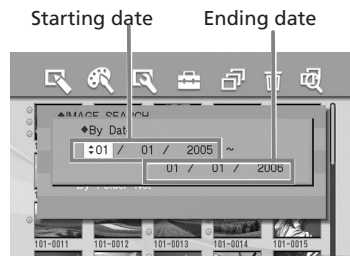 Starting date Ending date
IMAGE SEARCH
By Date
01 / 01 / 2005 ~
01 / 01 / 2006
By Folder No.
101-0011 101-0012 101-0013 101-0014 101-0015